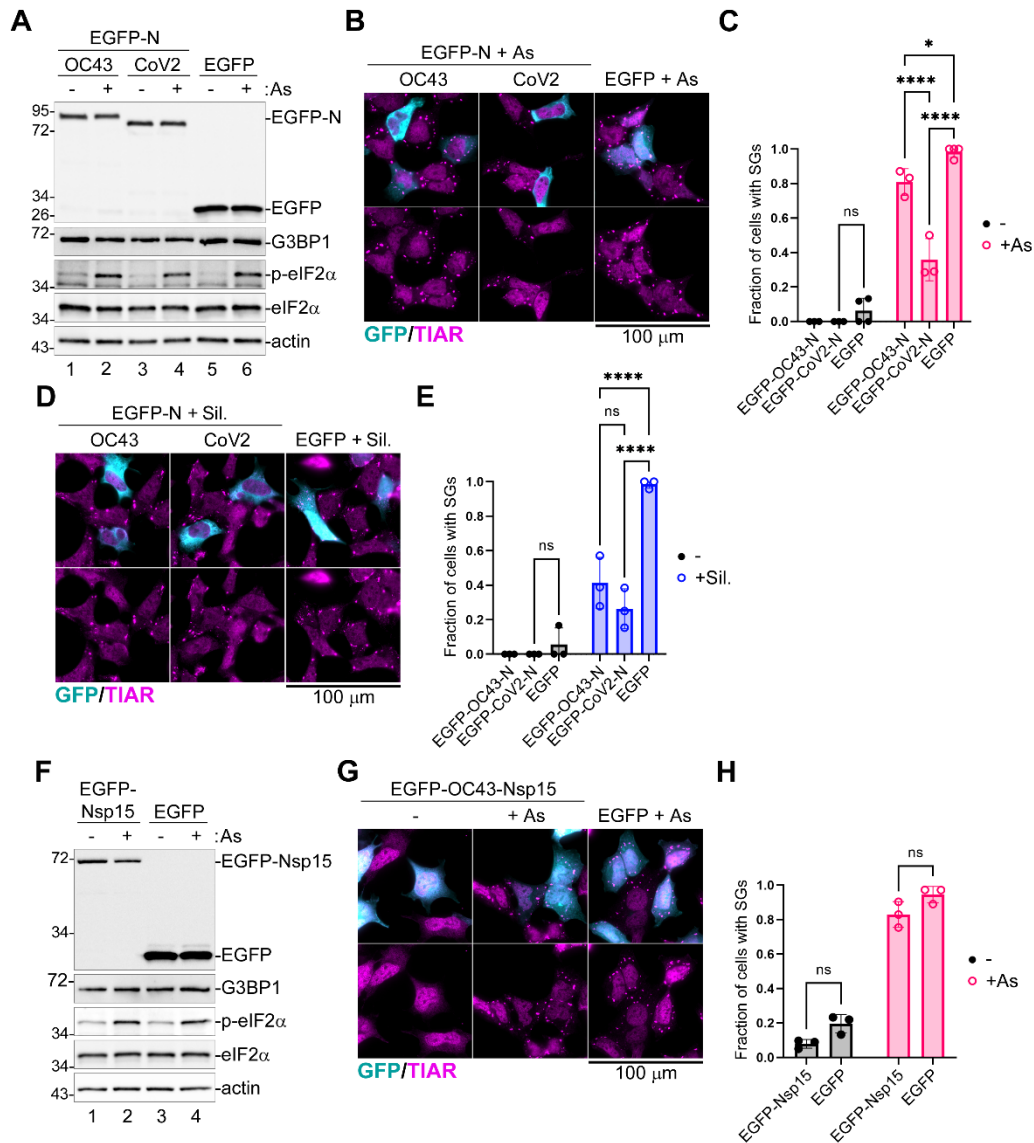 A
EGFP-N
OC43 CoV2 EGFP
- + - + - + :As
95-
72-
34-
26-
-EGFP-N
-EGFP
72-
-G3BP1
-p-eIF2α
34-
-eIF2α
34-
-actin
43-
1 2 3 4 5 6
B
EGFP-N + As
OC43 CoV2 EGFP + As
GFP/TIAR
100 μm
C
Fraction of cells with SGs
1.0
0.8
0.6
0.4
0.2
0.0
ns
*
****
****
-
+As
EGFP-OC43-N
EGFP-CoV2-N
EGFP
EGFP-OC43-N
EGFP-CoV2-N
EGFP
D
EGFP-N + Sil.
OC43 CoV2 EGFP + Sil.
GFP/TIAR
100 μm
E
Fraction of cells with SGs
1.0
0.8
0.6
0.4
0.2
0.0
ns
****
ns
****
-
+Sil.
EGFP-OC43-N
EGFP-CoV2-N
EGFP
EGFP-OC43-N
EGFP-CoV2-N
EGFP
F
EGFP-
Nsp15 EGFP
- + - + :As
72-
-EGFP-Nsp15
34-
-EGFP
72-
-G3BP1
-p-eIF2α
34-
-eIF2α
34-
-actin
43-
1 2 3 4
G
EGFP-OC43-Nsp15
- + As EGFP + As
GFP/TIAR
100 μm
H
Fraction of cells with SGs
1.0
0.8
0.6
0.4
0.2
0.0
ns
ns
-
+As
EGFP-Nsp15
EGFP
EGFP-Nsp15
EGFP